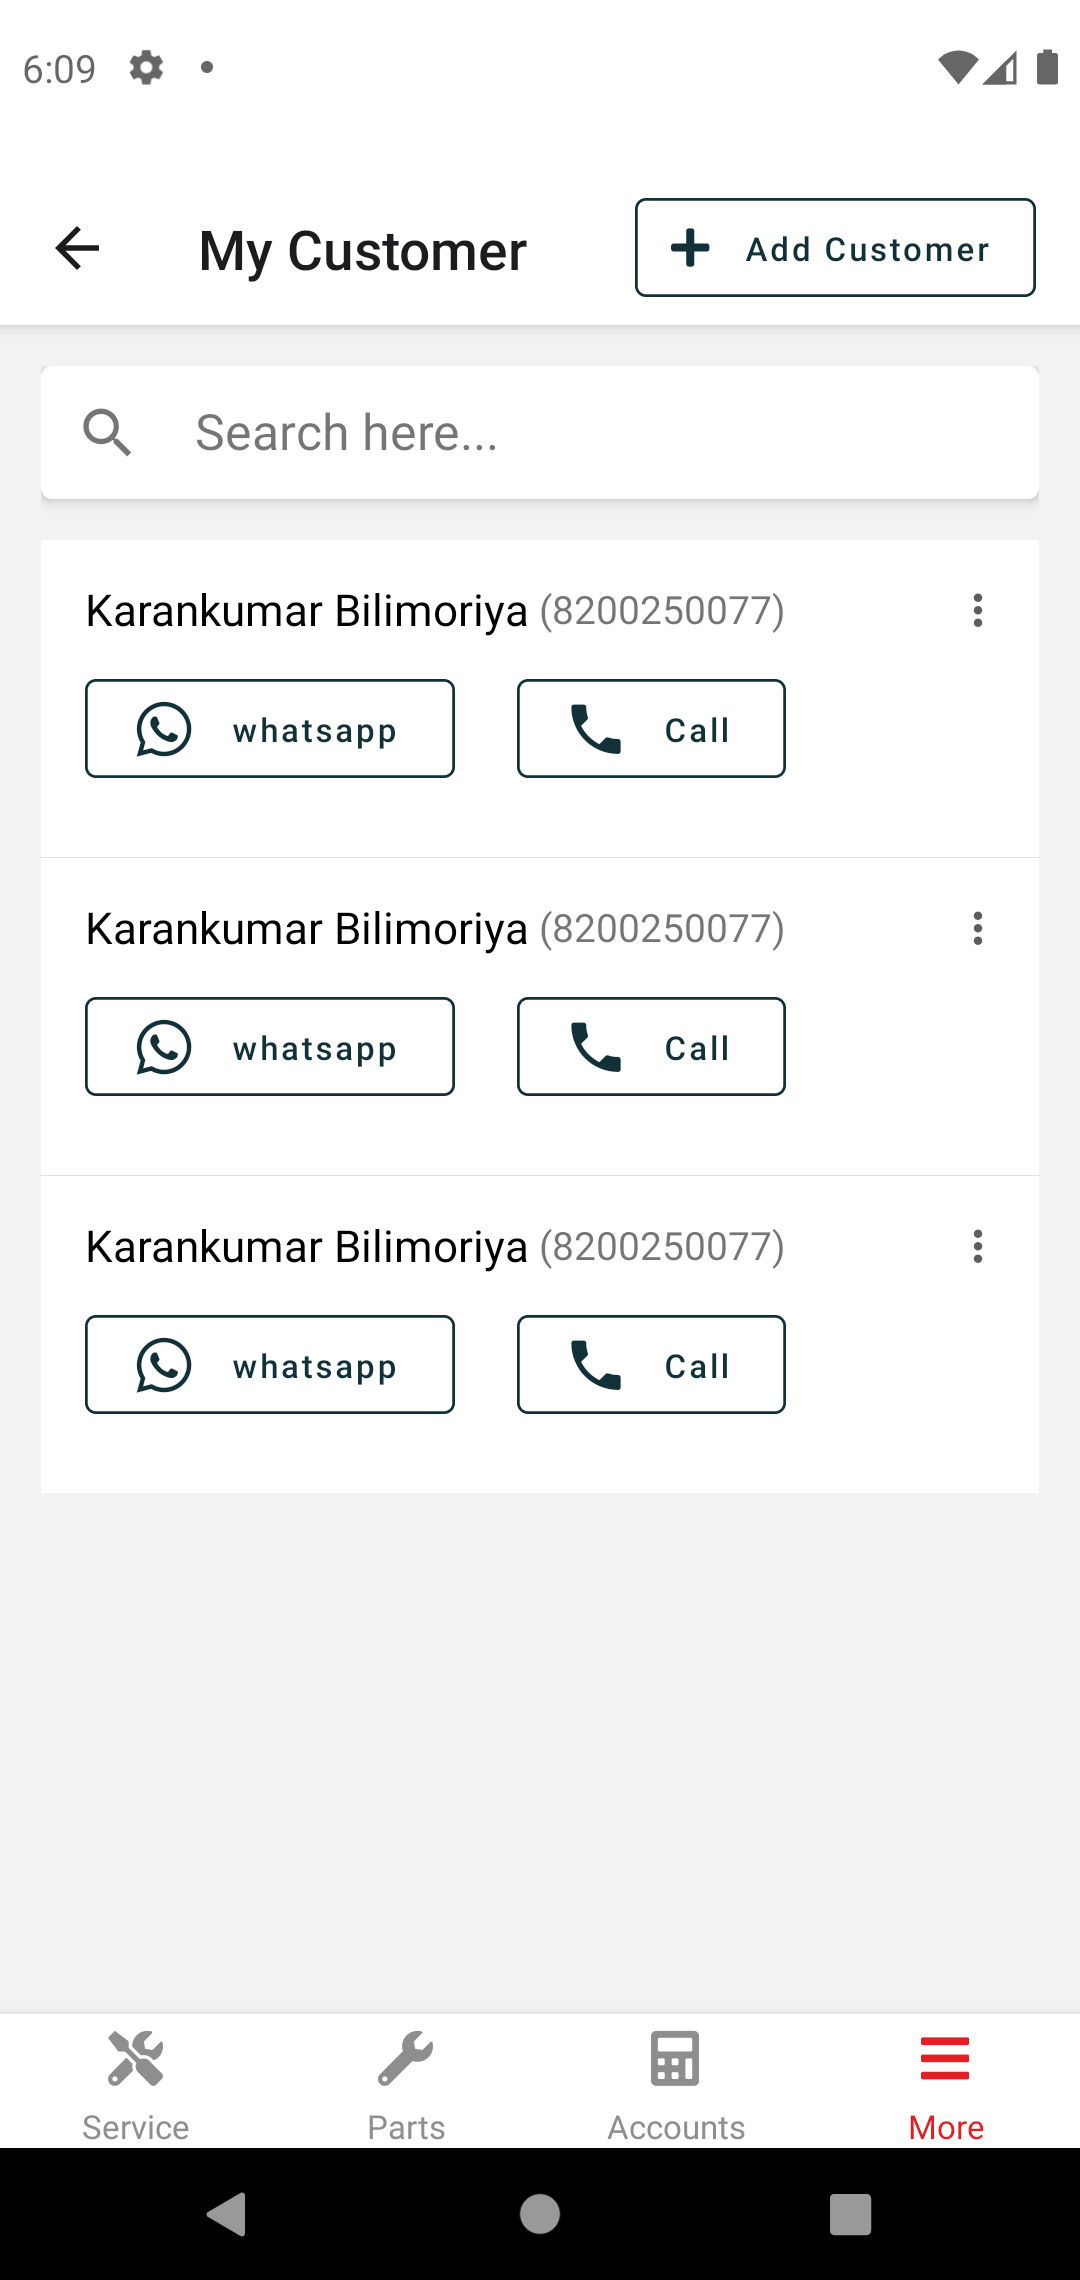 6:09
My Customer
Add Customer
Search here...
Karankumar Bilimoriya (8200250077)
whatsapp Call
Karankumar Bilimoriya (8200250077)
whatsapp Call
Karankumar Bilimoriya (8200250077)
whatsapp Call
Service Parts Accounts More